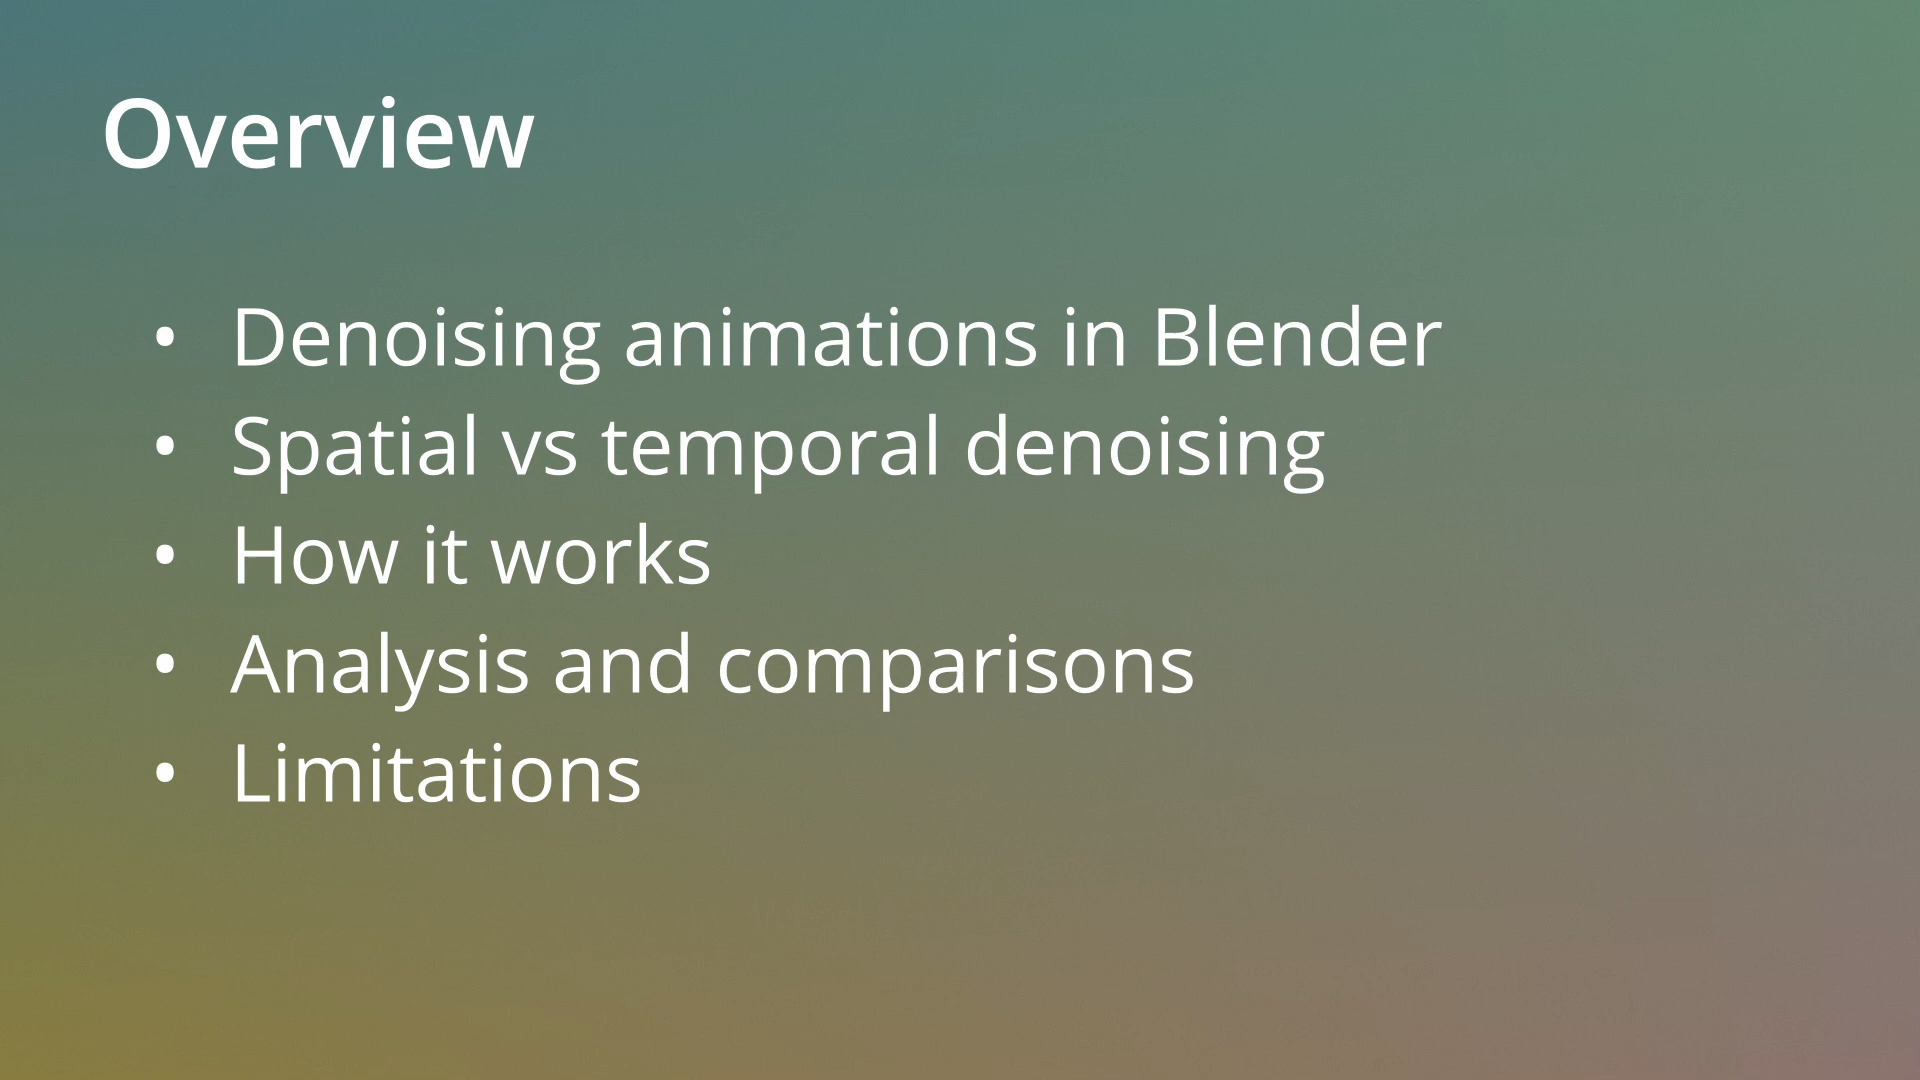 Overview
• Denoising animations in Blender
• Spatial vs temporal denoising
• How it works
• Analysis and comparisons
• Limitations